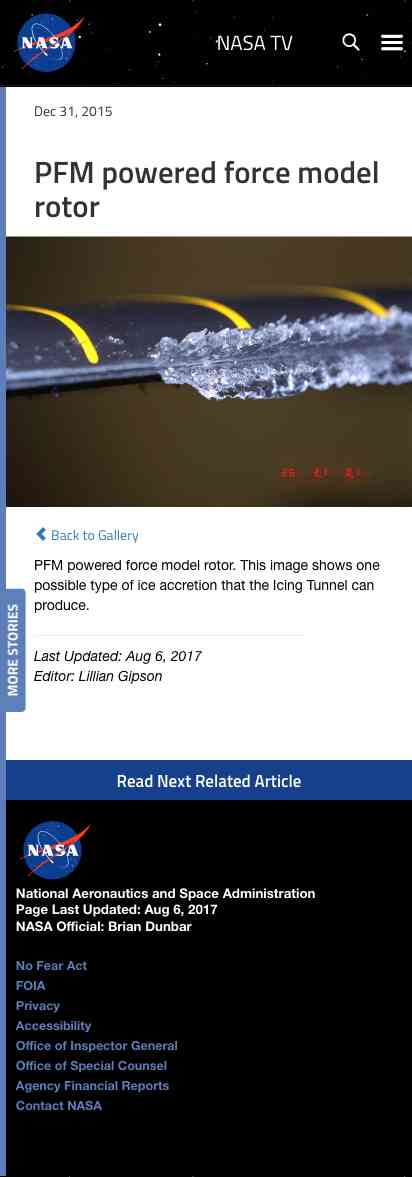 NASA
NASA TV
Dec 31, 2015
PFM powered force model
rotor
Back to Gallery
PFM powered force model rotor. This image shows one
possible type of ice accretion that the Icing Tunnel can
produce.
MORE STORIES
Last Updated: Aug 6, 2017
Editor: Lillian Gipson
Read Next Related Article
NASA
National Aeronautics and Space Administration
Page Last Updated: Aug 6, 2017
NASA Official: Brian Dunbar
No Fear Act
FOIA
Privacy
Accessibility
Office of Inspector General
Office of Special Counsel
Agency Financial Reports
Contact NASA